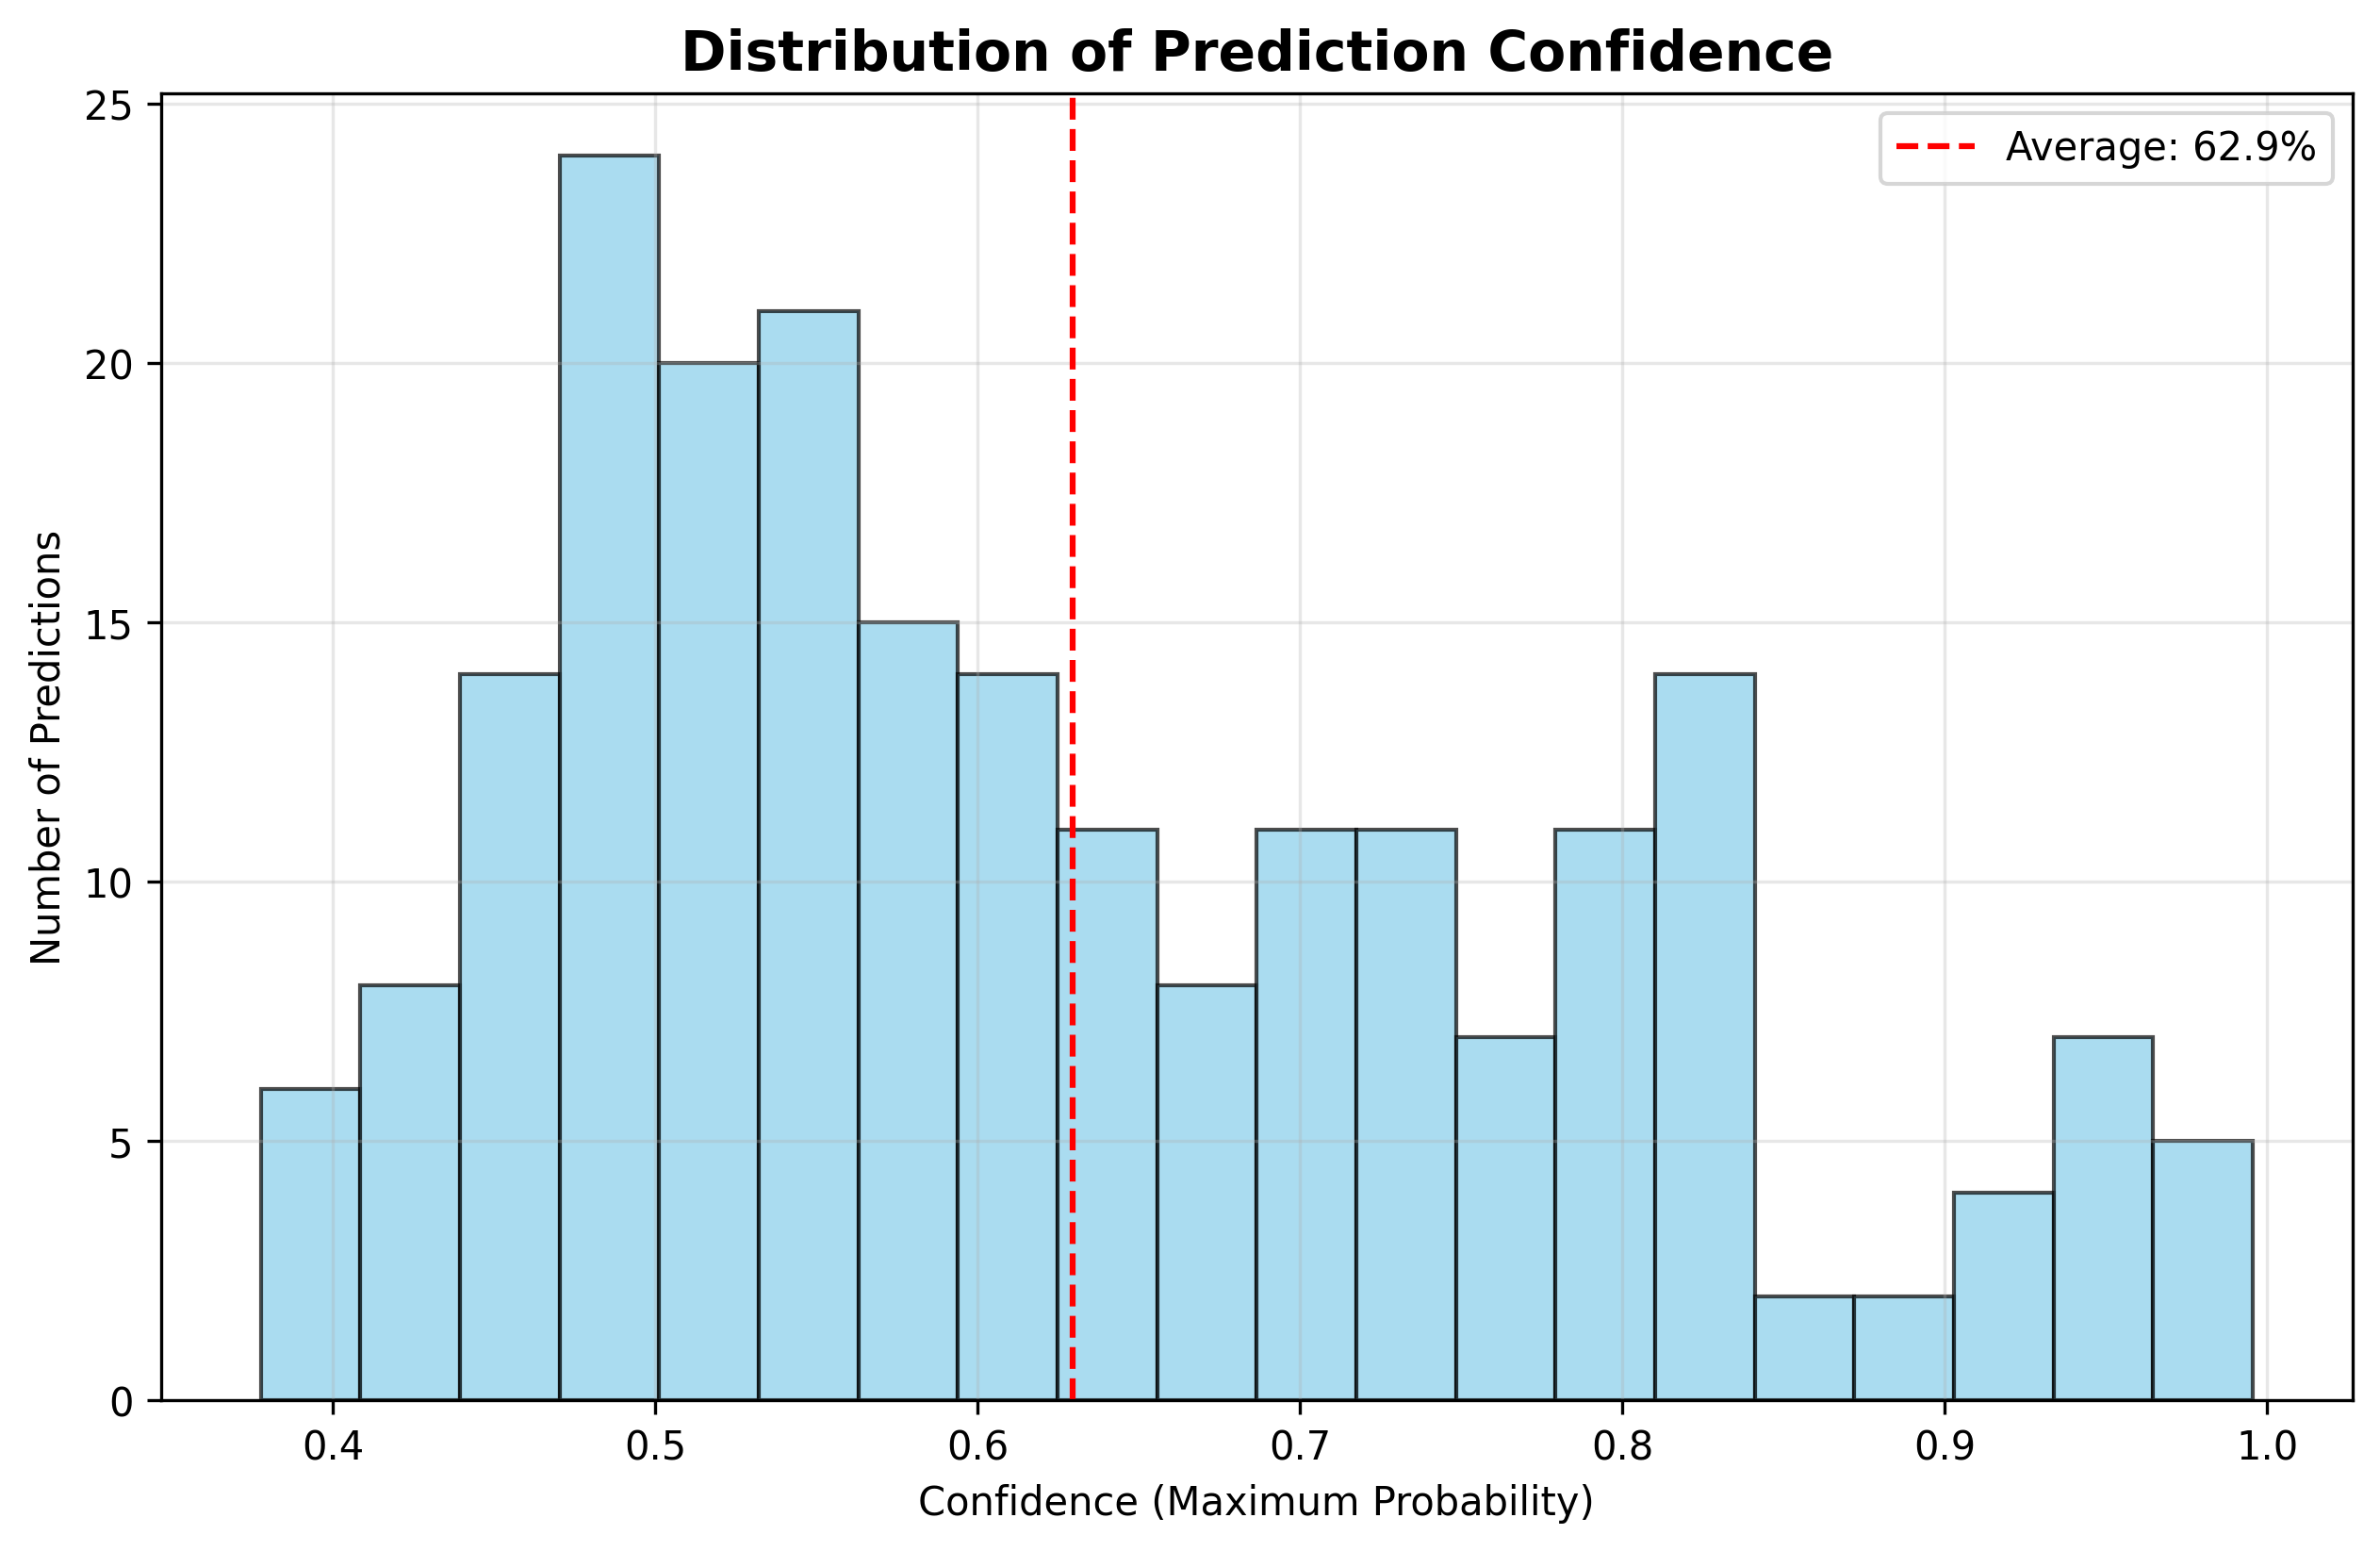 Distribution of Prediction Confidence
Average: 62.9%
Number of Predictions
25
20
15
10
5
0
0.4 0.5 0.6 0.7 0.8 0.9 1.0
Confidence (Maximum Probability)